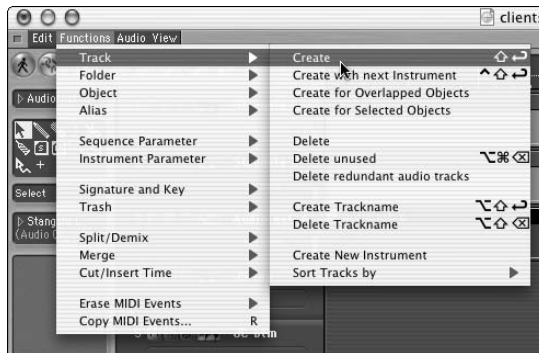 clients
Edit Functions Audio View
Track
Folder
Object
Alias
Sequence Parameter
Instrument Parameter
Signature and Key
Trash
Split/Demix
Merge
Cut/Insert Time
Erase MIDI Events
Copy MIDI Events... R
Create ⇧↩
Create with next Instrument ^⇧↩
Create for Overlapped Objects
Create for Selected Objects
Delete
Delete unused ⌥⌘⌫
Delete redundant audio tracks
Create Trackname ⌥⇧↩
Delete Trackname ⌥⇧⌫
Create New Instrument
Sort Tracks by
Audio
Select
Stang
(Audio